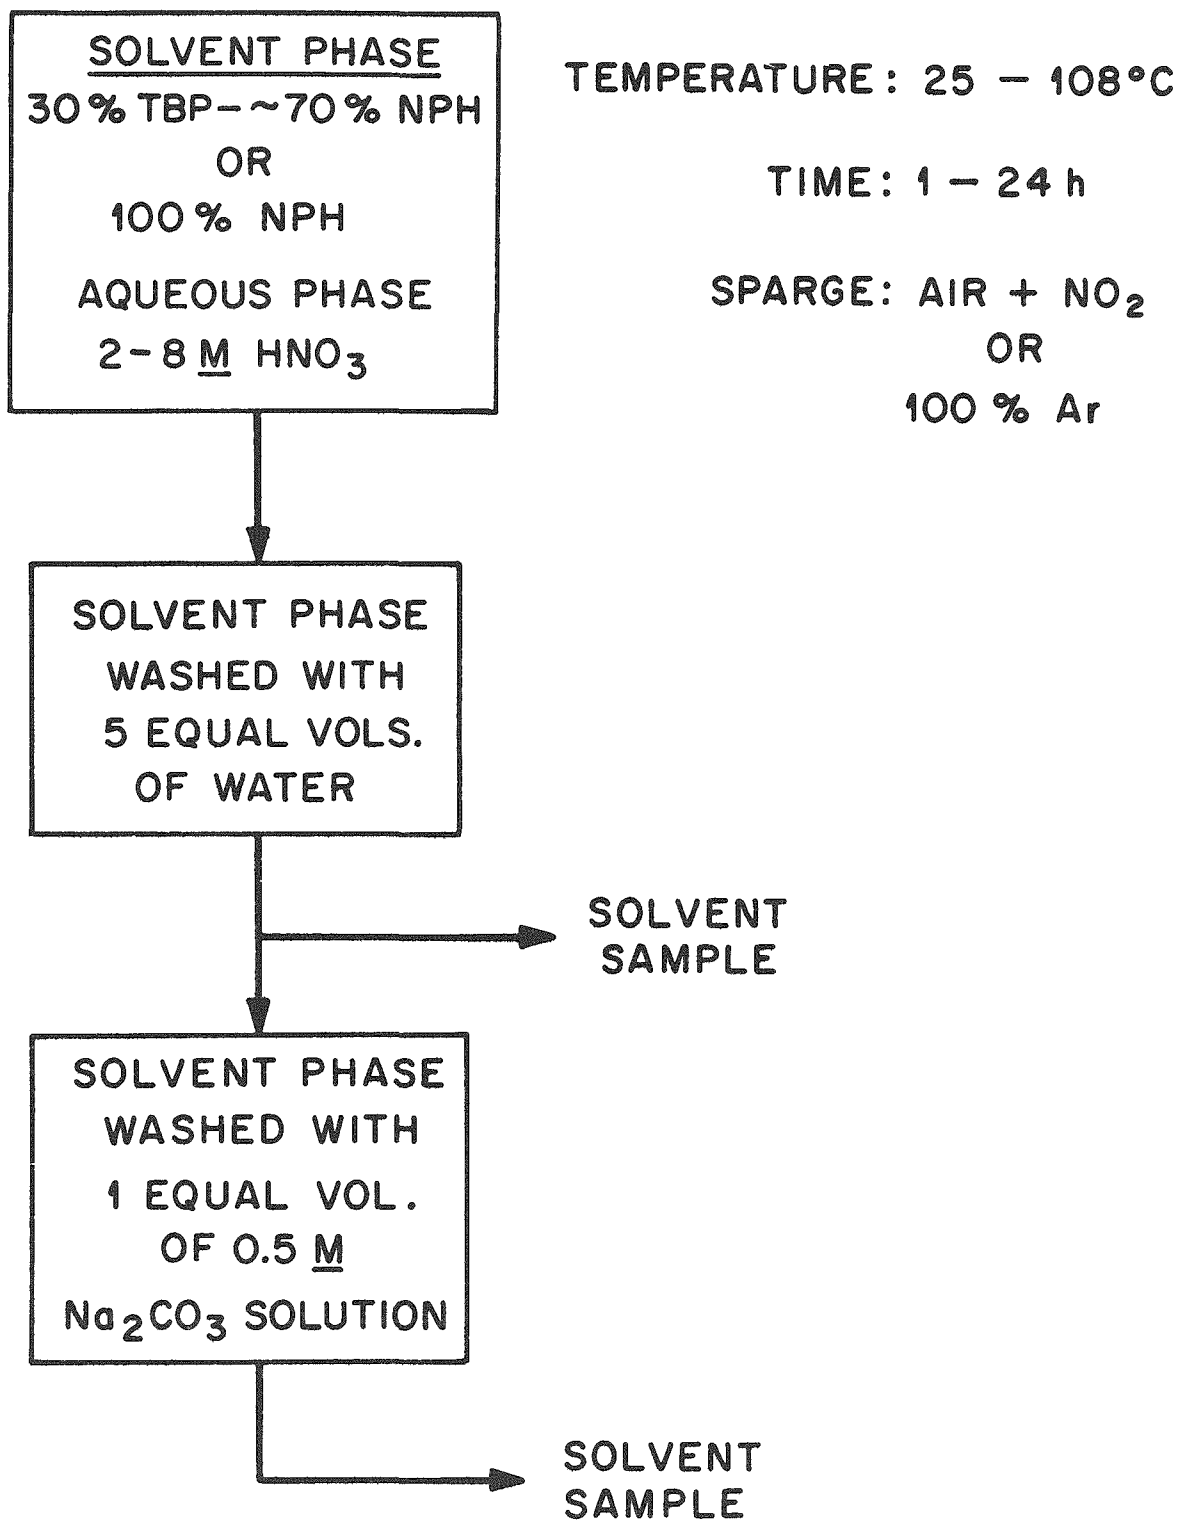 SOLVENT PHASE
30% TBP-~70% NPH
OR
100% NPH
AQUEOUS PHASE
2-8 M HNO₃
TEMPERATURE: 25 - 108°C
TIME: 1 - 24 h
SPARGE: AIR + NO₂
OR
100 % Ar
SOLVENT PHASE
WASHED WITH
5 EQUAL VOLS.
OF WATER
SOLVENT
SAMPLE
SOLVENT PHASE
WASHED WITH
1 EQUAL VOL.
OF 0.5 M
Na₂CO₃ SOLUTION
SOLVENT
SAMPLE